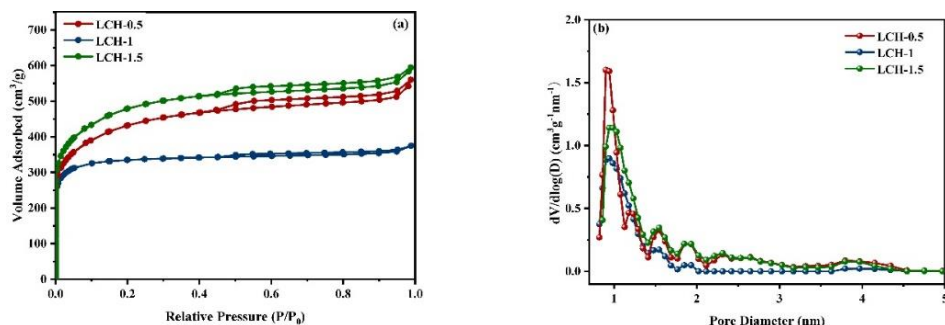 (a)
LCH-0.5
LCH-1
LCH-1.5
Volume Adsorbed (cm³/g)
700
600
500
400
300
200
100
0
0.0 0.2 0.4 0.6 0.8 1.0
Relative Pressure (P/P₀)
(b)
LCH-0.5
LCH-1
LCH-1.5
dV/dlog(D) (cm³g⁻¹nm⁻¹)
2.0
1.5
1.0
0.5
0.0
1 2 3 4 5
Pore Diameter (nm)